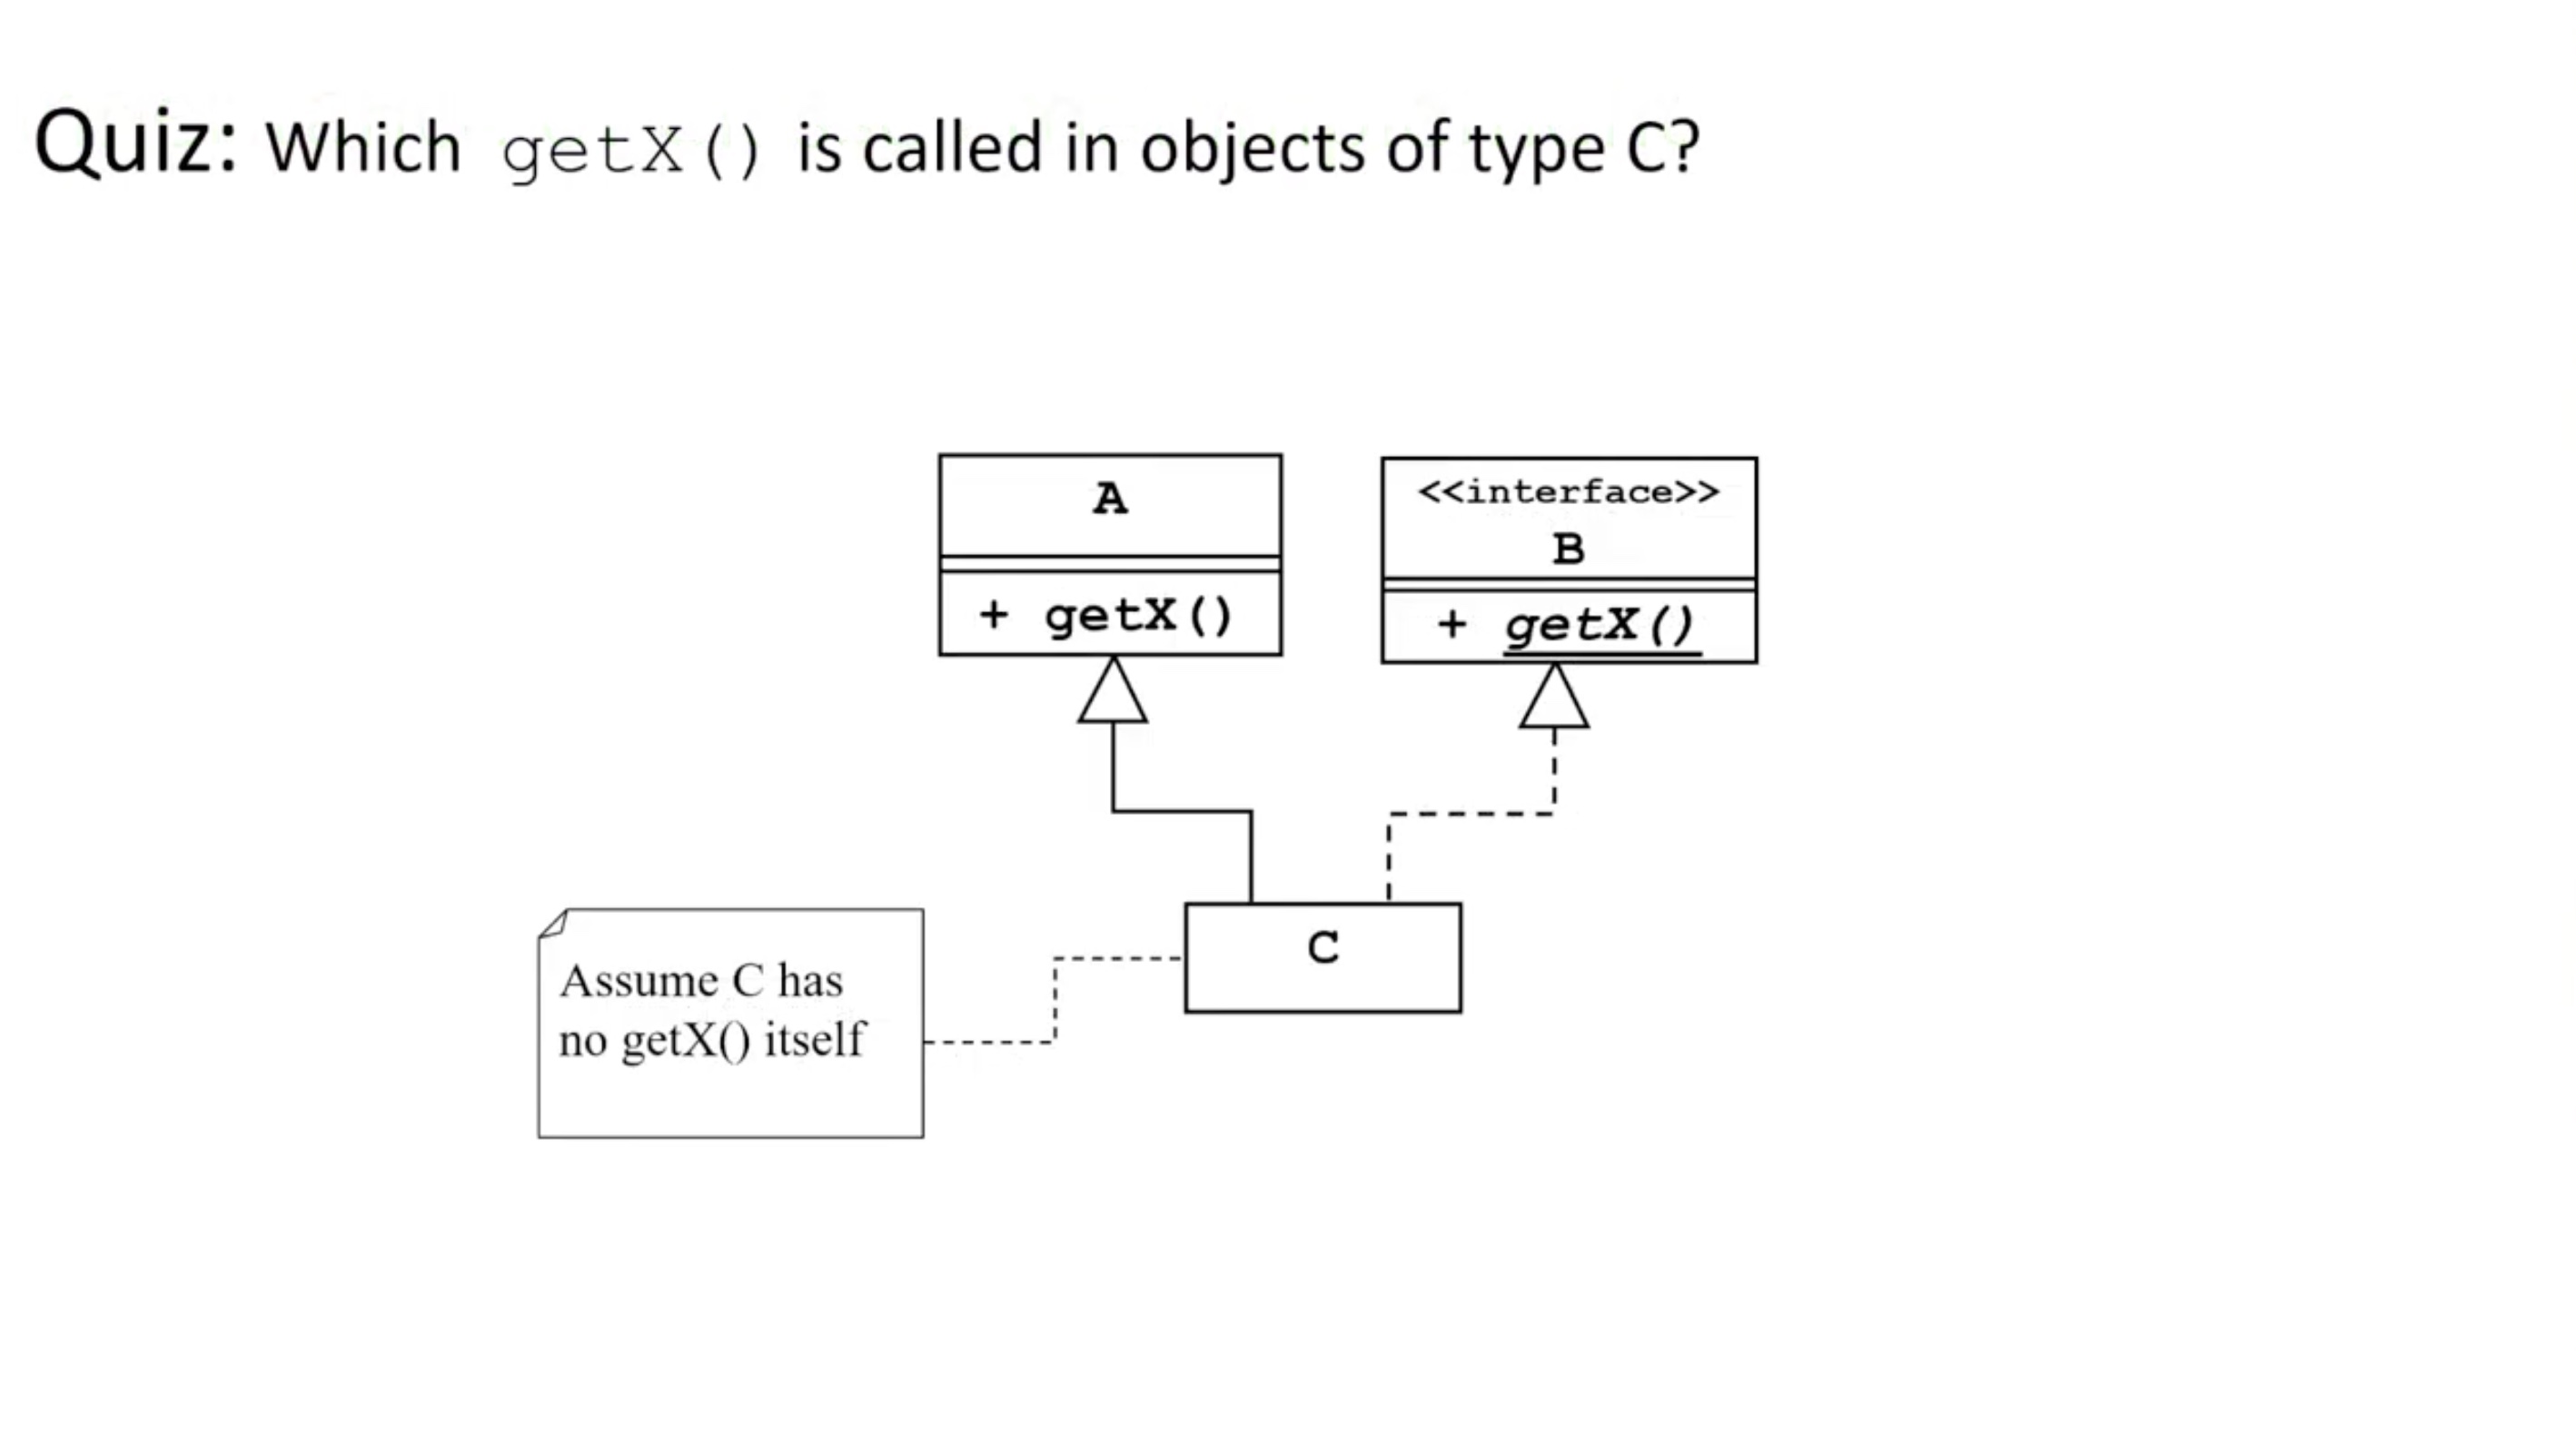 Quiz: Which getX() is called in objects of type C?
A
+ getX()
<<interface>>
B
+ getX()
C
Assume C has
no getX() itself